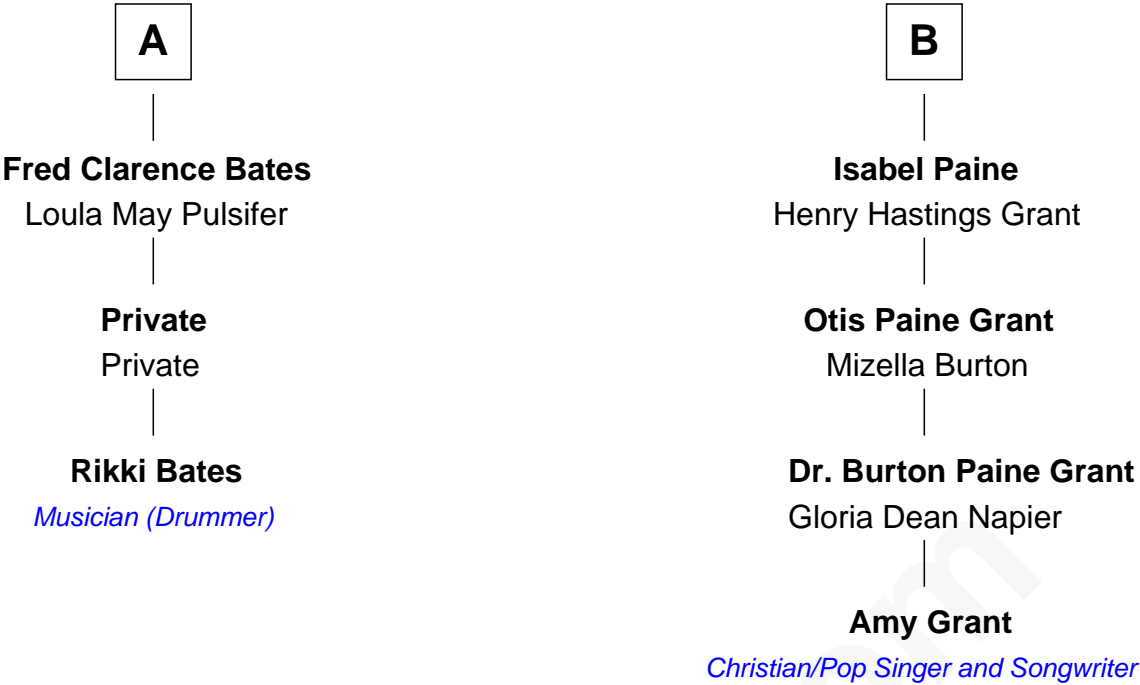 A
B
Fred Clarence Bates
Loula May Pulsifer
Isabel Paine
Henry Hastings Grant
Private
Private
Otis Paine Grant
Mizella Burton
Rikki Bates
Musician (Drummer)
Dr. Burton Paine Grant
Gloria Dean Napier
Amy Grant
Christian/Pop Singer and Songwriter